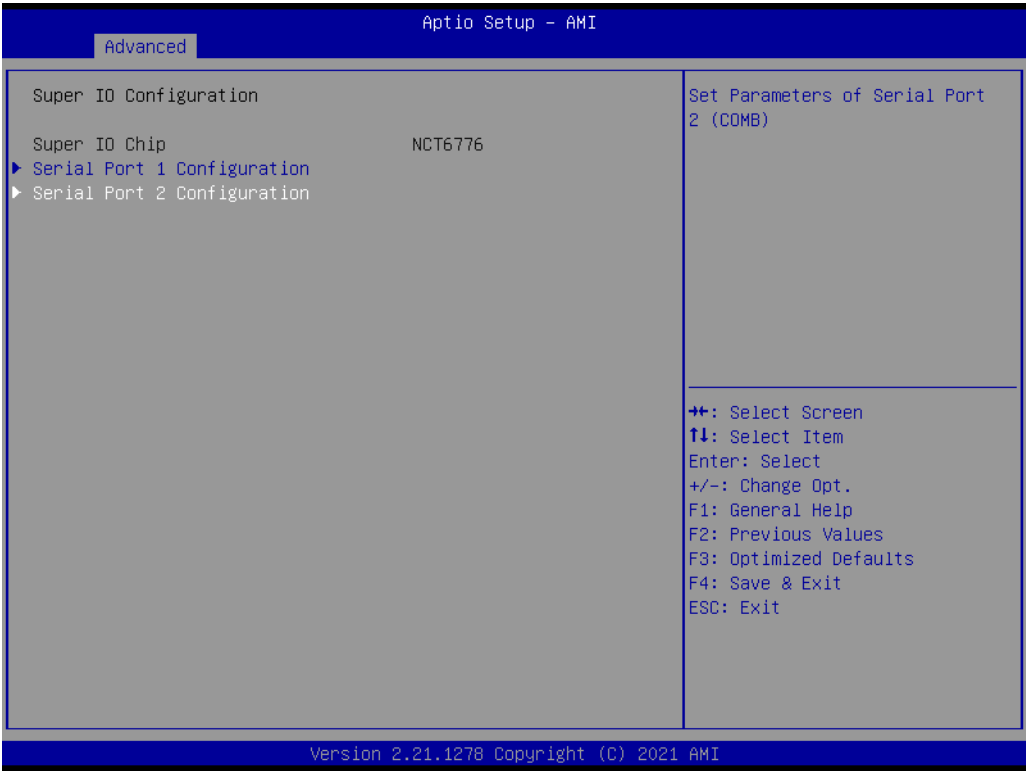 Aptio Setup – AMI
Advanced
Super IO Configuration
Super IO Chip NCT6776
Serial Port 1 Configuration
Serial Port 2 Configuration
Set Parameters of Serial Port
2 (COMB)
→←: Select Screen
↑↓: Select Item
Enter: Select
+/-: Change Opt.
F1: General Help
F2: Previous Values
F3: Optimized Defaults
F4: Save & Exit
ESC: Exit
Version 2.21.1278 Copyright (C) 2021 AMI